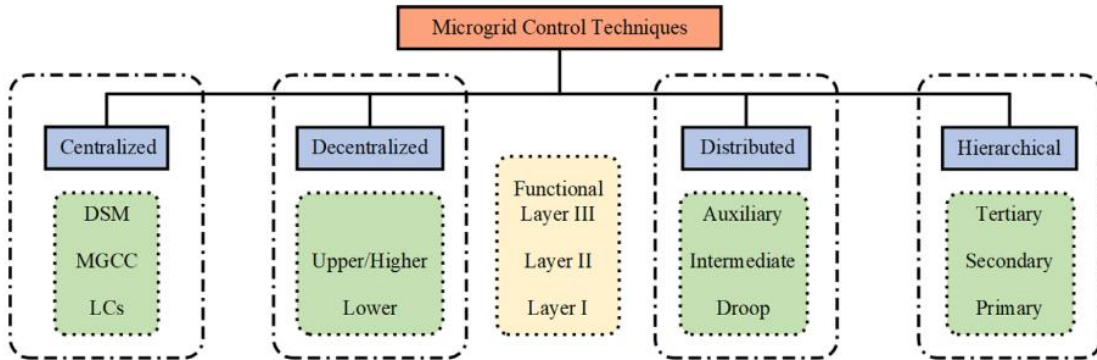 Microgrid Control Techniques
Centralized
DSM
MGCC
LCs
Decentralized
Upper/Higher
Lower
Functional
Layer III
Layer II
Layer I
Distributed
Auxiliary
Intermediate
Droop
Hierarchical
Tertiary
Secondary
Primary